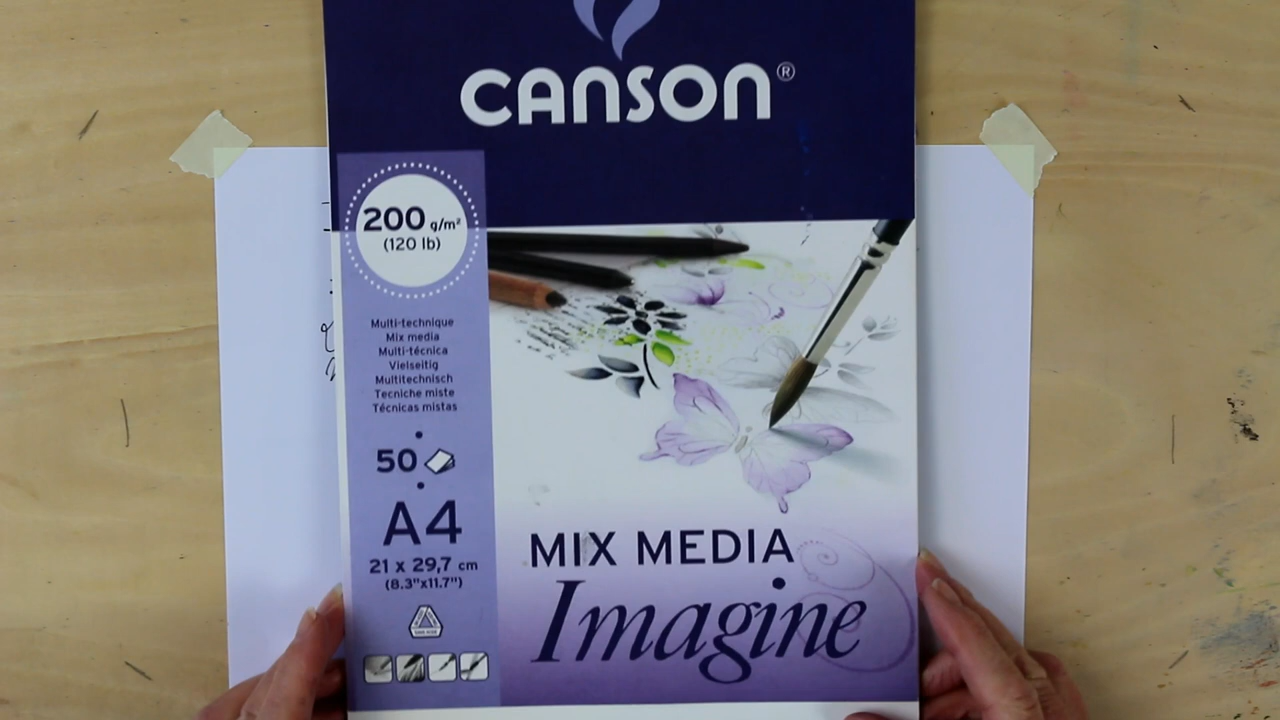 CANSON®
200 g/m²
(120 lb)
Multi-technique
Mix media
Multi-técnica
Vielseitig
Multitechnisch
Tecniche miste
Técnicas mistas
50
A4
21 x 29,7 cm
(8.3"x11.7")
MIX MEDIA
Imagine